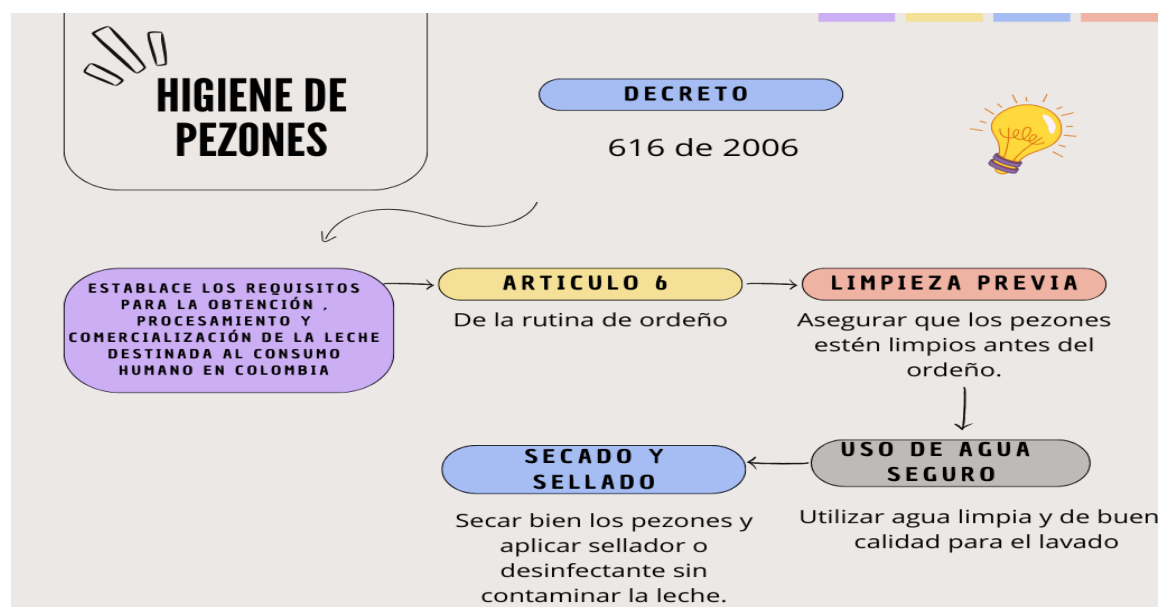 HIGIENE DE
PEZONES
DECRETO
616 de 2006
ESTABLACE LOS REQUISITOS
PARA LA OBTENCIÓN ,
PROCESAMIENTO Y
COMERCIALIZACIÓN DE LA LECHE
DESTINADA AL CONSUMO
HUMANO EN COLOMBIA
ARTICULO 6
De la rutina de ordeño
LIMPIEZA PREVIA
Asegurar que los pezones
estén limpios antes del
ordeño.
USO DE AGUA
SEGURO
Utilizar agua limpia y de buen
calidad para el lavado
SECADO Y
SELLADO
Secar bien los pezones y
aplicar sellador o
desinfectante sin
contaminar la leche.